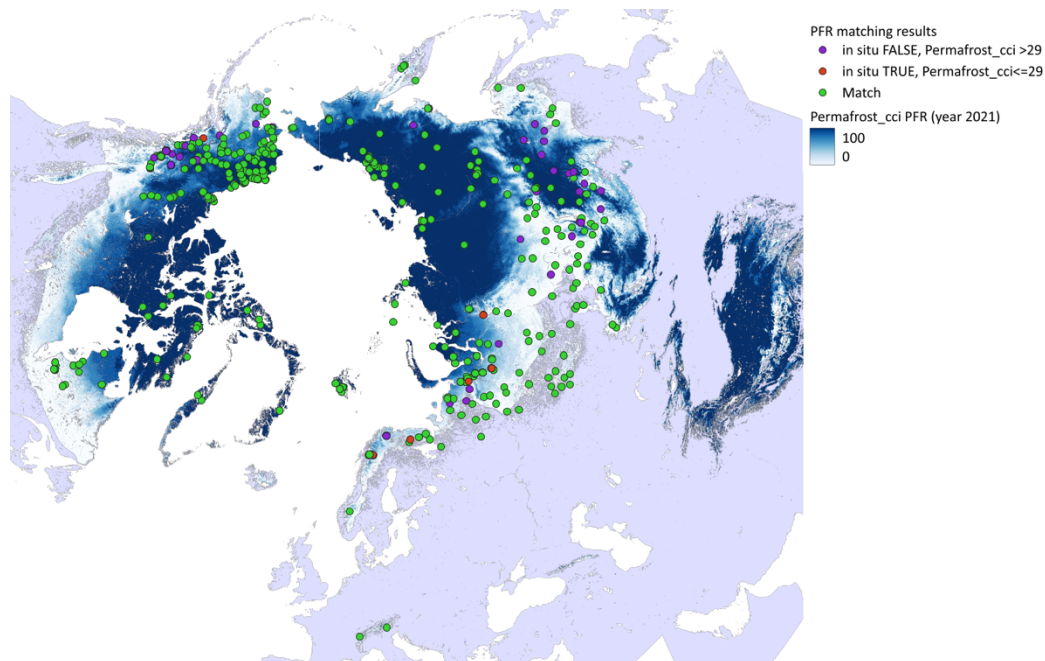 PFR matching results
in situ FALSE, Permafrost_cci >29
in situ TRUE, Permafrost_cci<=29
Match
Permafrost_cci PFR (year 2021)
100
0